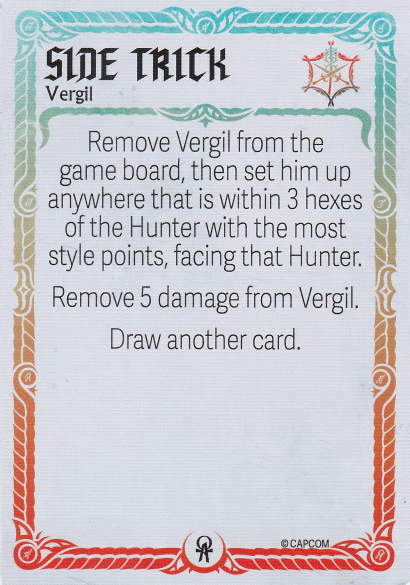 SIDE TRICK
Vergil
Remove Vergil from the
game board, then set him up
anywhere that is within 3 hexes
of the Hunter with the most
style points, facing that Hunter.
Remove 5 damage from Vergil.
Draw another card.
© CAPCOM